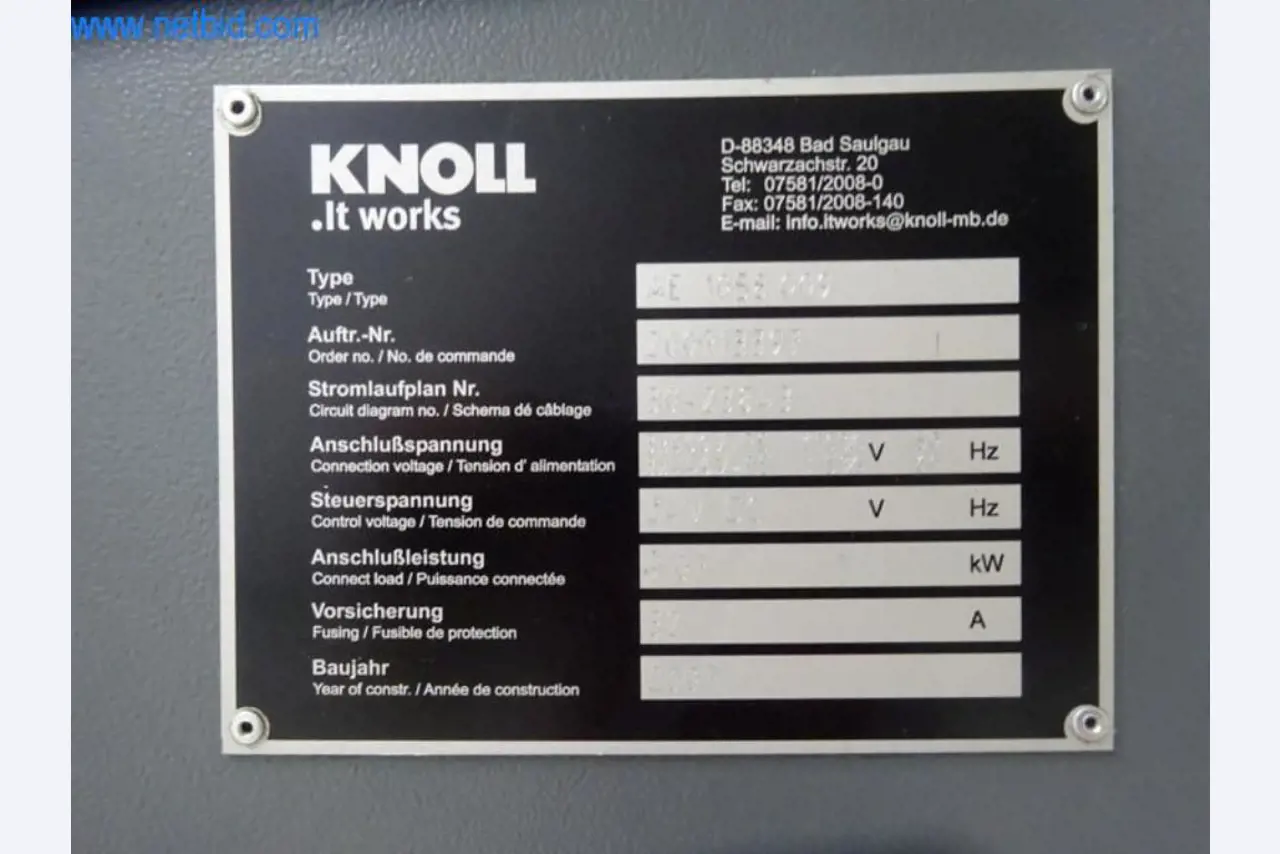 www.netbid.com
KNOLL
.It works
D-88348 Bad Saulgau
Schwarzachstr. 20
Tel: 07581/2008-0
Fax: 07581/2008-140
E-mail: info.itworks@knoll-mb.de
Type
Type / Type
Auftr.-Nr.
Order no. / No. de commande
Stromlaufplan Nr.
Circuit diagram no. / Schema dé câblage
Anschlußspannung
Connection voltage / Tension d' alimentation
V Hz
Steuerspannung
Control voltage / Tension de commande
V Hz
Anschlußleistung
Connect load / Puissance connectée
kW
Vorsicherung
Fusing / Fusible de protection
A
Baujahr
Year of constr. / Année de construction